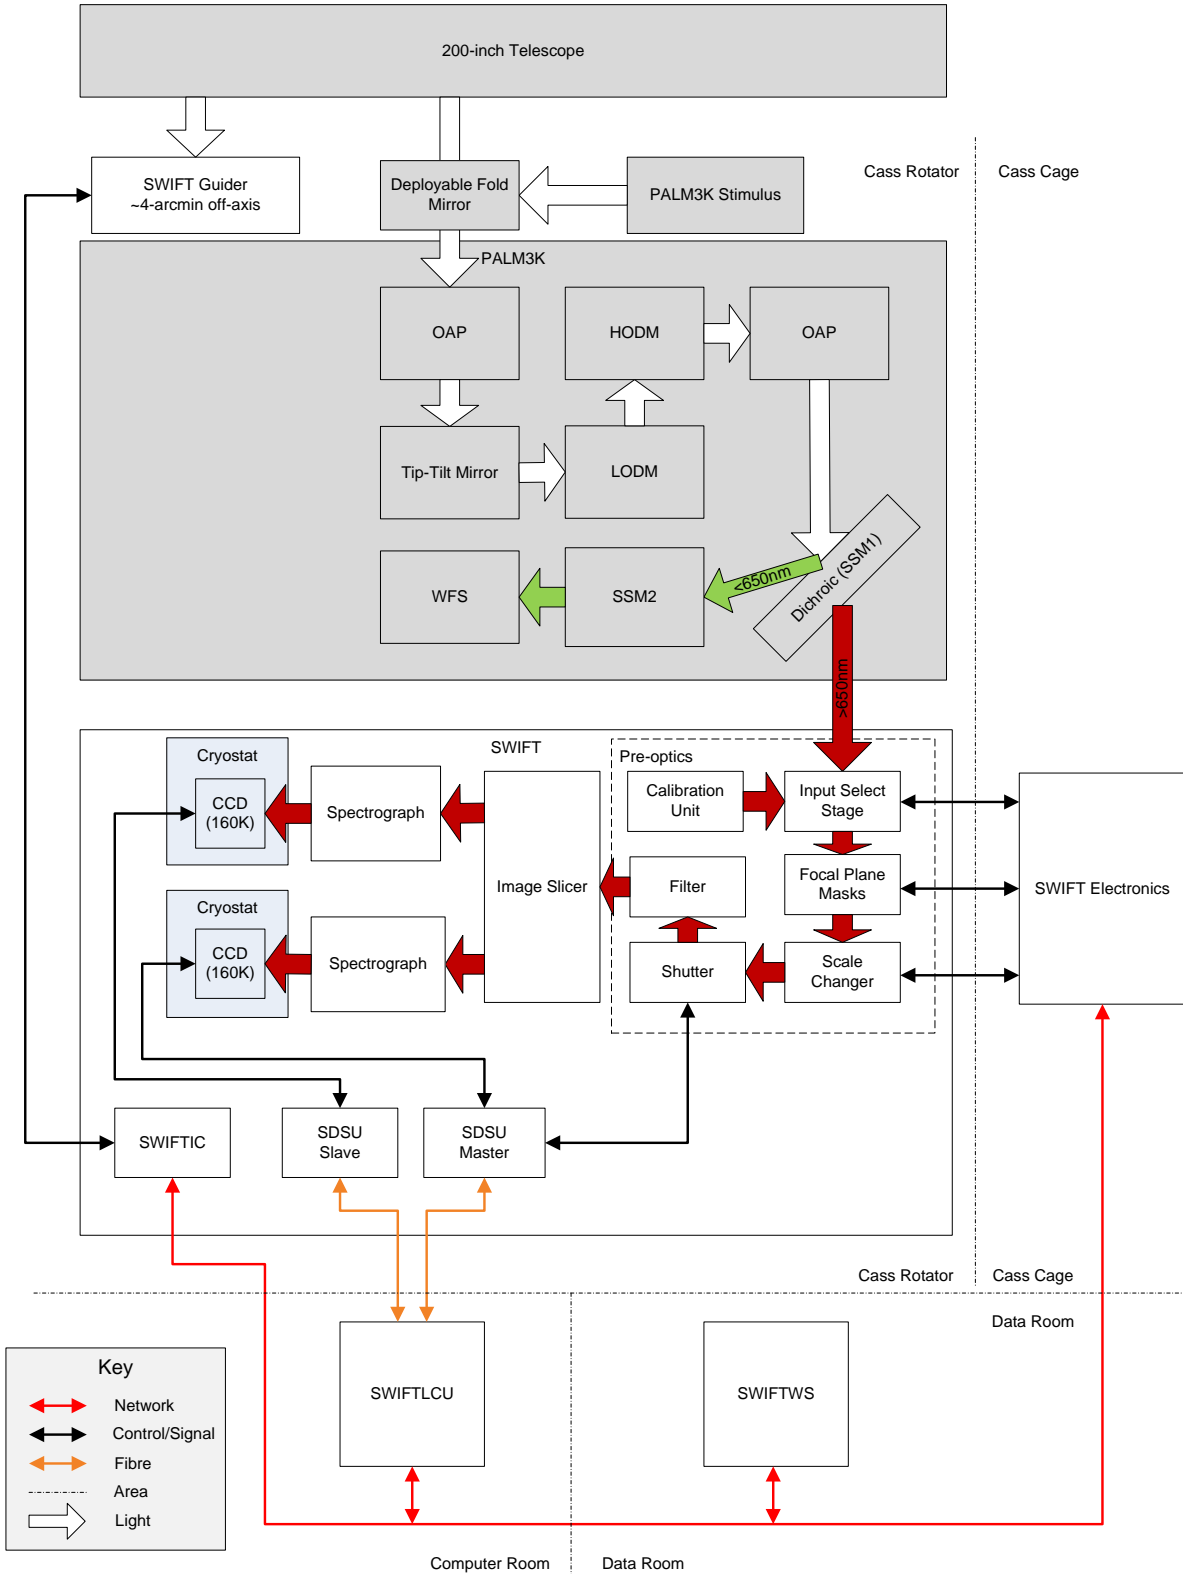 200-inch Telescope
Cass Rotator
Cass Cage
SWIFT Guider
~4-arcmin off-axis
Deployable Fold
Mirror
PALM3K Stimulus
PALM3K
OAP
HODM
OAP
Tip-Tilt Mirror
LODM
WFS
SSM2
<650nm
Dichroic (SSM1)
>650nm
SWIFT
Pre-optics
Cryostat
CCD
(160K)
Spectrograph
Calibration
Unit
Input Select
Stage
Image Slicer
Filter
Focal Plane
Masks
SWIFT Electronics
Cryostat
CCD
(160K)
Spectrograph
Shutter
Scale
Changer
SWIFTIC
SDSU
Slave
SDSU
Master
Cass Rotator
Cass Cage
Data Room
SWIFTLCU
SWIFTWS
Key
Network
Control/Signal
Fibre
Area
Light
Computer Room
Data Room